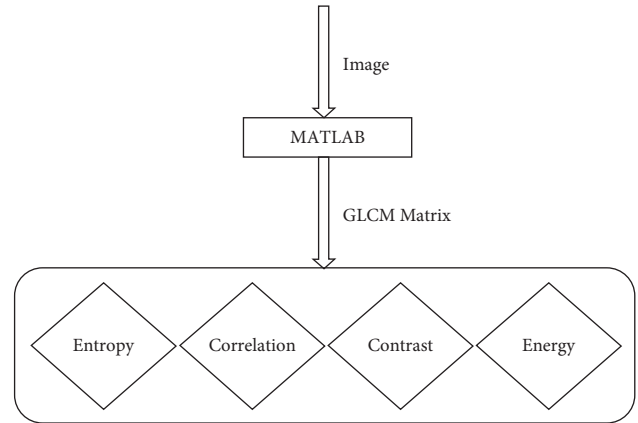 Image
MATLAB
GLCM Matrix
Entropy
Correlation
Contrast
Energy